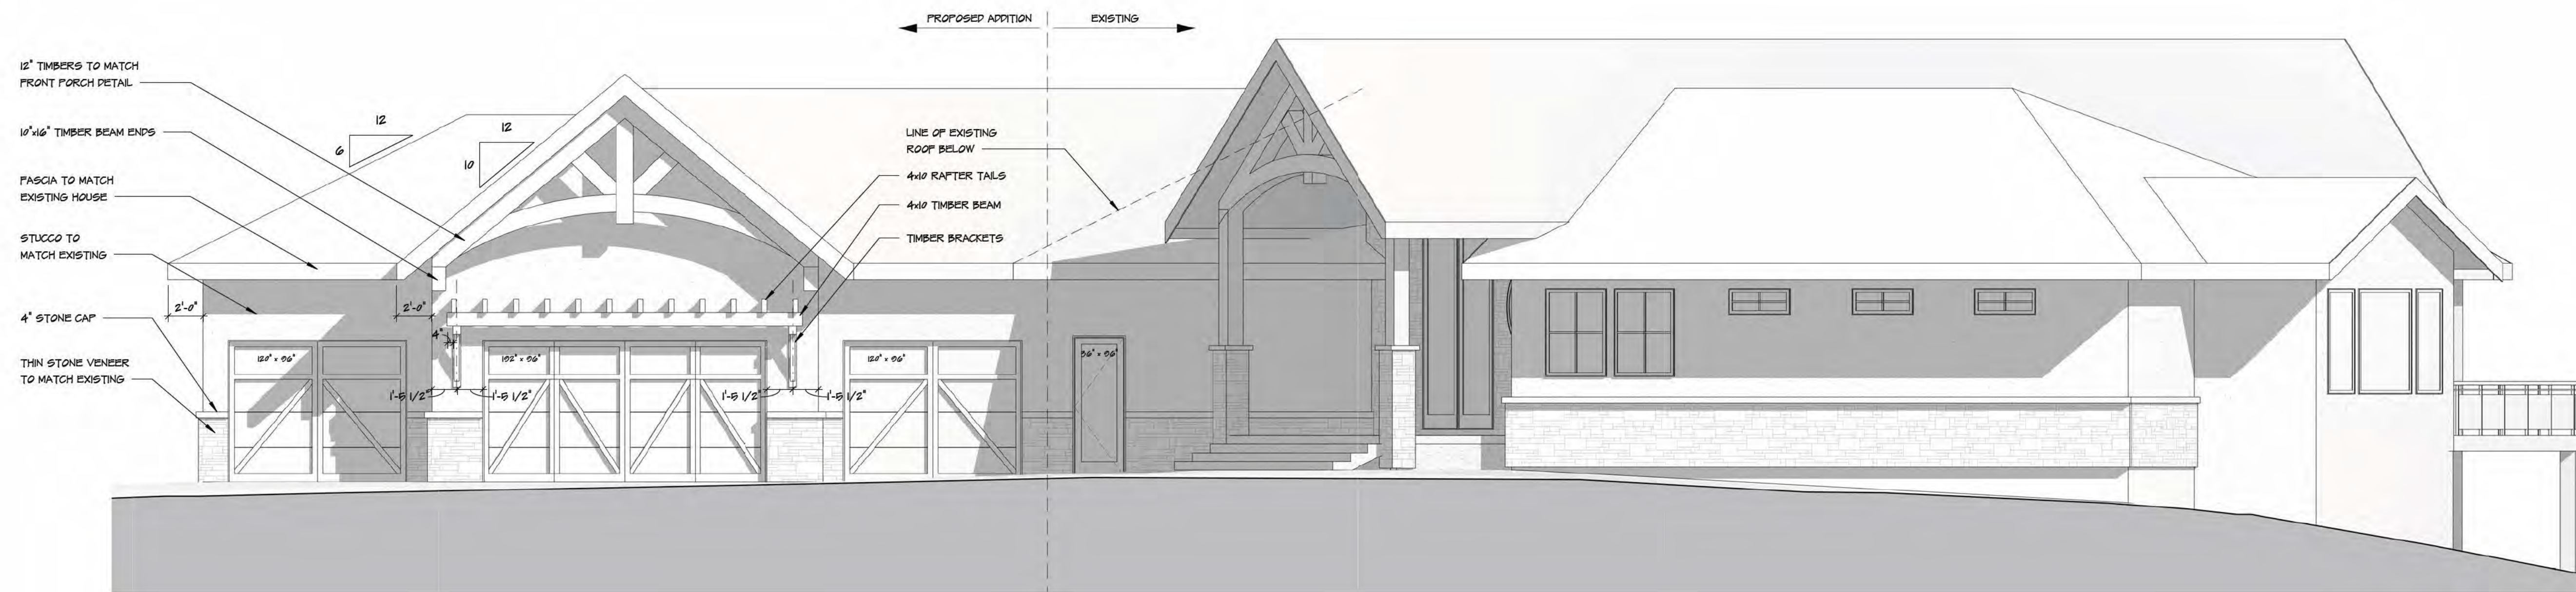 PROPOSED ADDITION
EXISTING
12" TIMBERS TO MATCH
FRONT PORCH DETAIL
10"x16" TIMBER BEAM ENDS
FASCIA TO MATCH
EXISTING HOUSE
STUCCO TO
MATCH EXISTING
4" STONE CAP
THIN STONE VENEER
TO MATCH EXISTING
12
6
12
10
LINE OF EXISTING
ROOF BELOW
4x10 RAFTER TAILS
4x10 TIMBER BEAM
TIMBER BRACKETS
2'-0"
2'-0"
4"
120" x 96"
192" x 96"
120" x 96"
36" x 96"
1'-5 1/2"
1'-5 1/2"
1'-5 1/2"
1'-5 1/2"